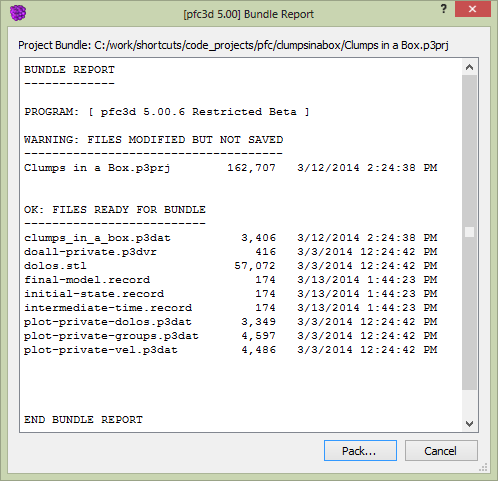 [pfc3d 5.00] Bundle Report
?
Project Bundle: C:/work/shortcuts/code_projects/pfc/clumpsinabox/Clumps in a Box.p3prj
BUNDLE REPORT
-------------
PROGRAM: [ pfc3d 5.00.6 Restricted Beta ]
WARNING: FILES MODIFIED BUT NOT SAVED
-------------------------------------
Clumps in a Box.p3prj 162,707 3/12/2014 2:24:38 PM
OK: FILES READY FOR BUNDLE
--------------------------
clumps_in_a_box.p3dat 3,406 3/12/2014 2:24:38 PM
doall-private.p3dvr 416 3/3/2014 12:24:42 PM
dolos.stl 57,072 3/3/2014 12:24:42 PM
final-model.record 174 3/13/2014 1:44:23 PM
initial-state.record 174 3/13/2014 1:44:23 PM
intermediate-time.record 174 3/13/2014 1:44:23 PM
plot-private-dolos.p3dat 3,349 3/3/2014 12:24:42 PM
plot-private-groups.p3dat 4,597 3/3/2014 12:24:42 PM
plot-private-vel.p3dat 4,486 3/3/2014 12:24:42 PM
END BUNDLE REPORT
Pack... Cancel